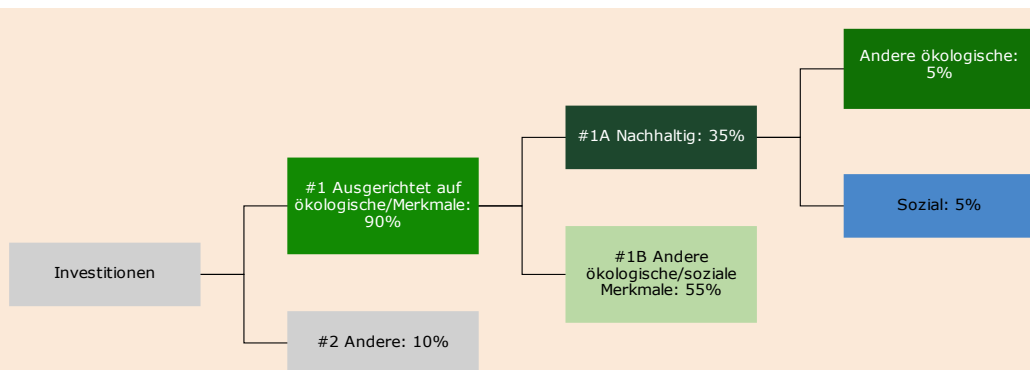 Andere ökologische:
5%
#1A Nachhaltig: 35%
#1 Ausgerichtet auf
ökologische/Merkmale:
90%
Sozial: 5%
Investitionen
#1B Andere
ökologische/soziale
Merkmale: 55%
#2 Andere: 10%